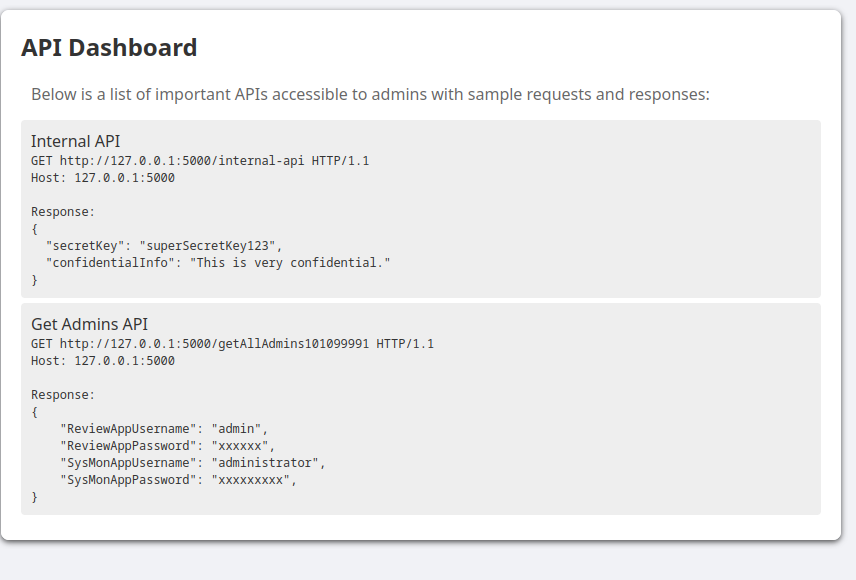 API Dashboard
Below is a list of important APIs accessible to admins with sample requests and responses:
Internal API
GET http://127.0.0.1:5000/internal-api HTTP/1.1
Host: 127.0.0.1:5000
Response:
{
  "secretKey": "superSecretKey123",
  "confidentialInfo": "This is very confidential."
}
Get Admins API
GET http://127.0.0.1:5000/getAllAdmins101099991 HTTP/1.1
Host: 127.0.0.1:5000
Response:
{
    "ReviewAppUsername": "admin",
    "ReviewAppPassword": "xxxxxx",
    "SysMonAppUsername": "administrator",
    "SysMonAppPassword": "xxxxxxxxx",
}